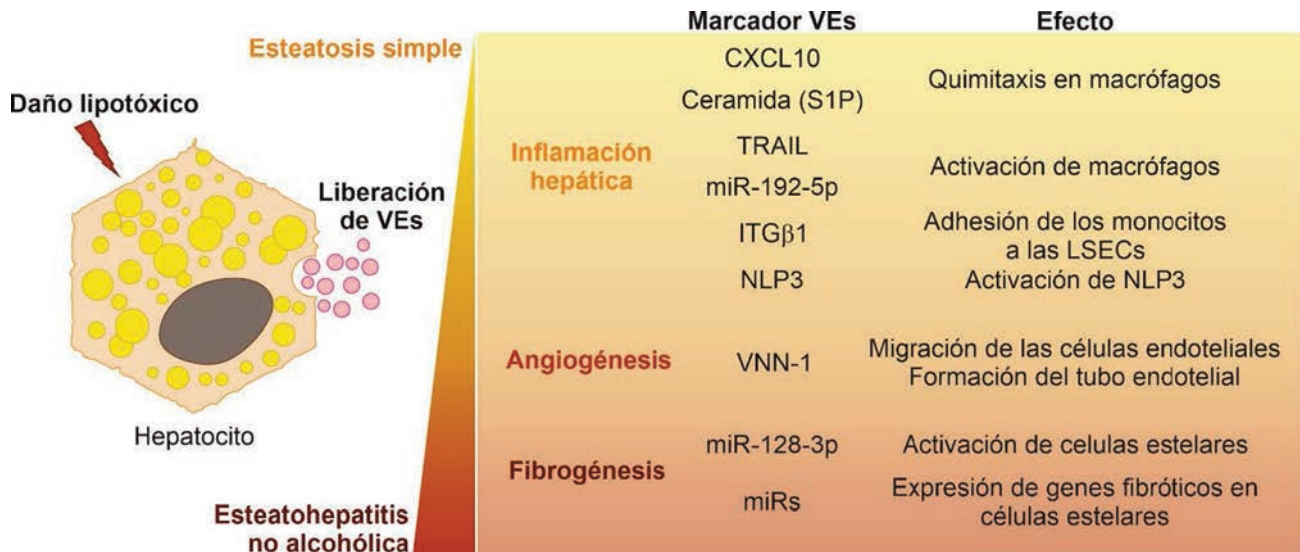 Marcador VEs
Efecto
Esteatosis simple
Daño lipotóxico
Liberación
de VEs
Hepatocito
Esteatohepatitis
no alcohólica
CXCL10
Ceramida (S1P)
Quimitaxis en macrófagos
Inflamación
hepática
TRAIL
miR-192-5p
Activación de macrófagos
ITGβ1
Adhesión de los monocitos
a las LSECs
NLP3
Activación de NLP3
Angiogénesis
VNN-1
Migración de las células endoteliales
Formación del tubo endotelial
Fibrogénesis
miR-128-3p
Activación de celulas estelares
miRs
Expresión de genes fibróticos en
células estelares